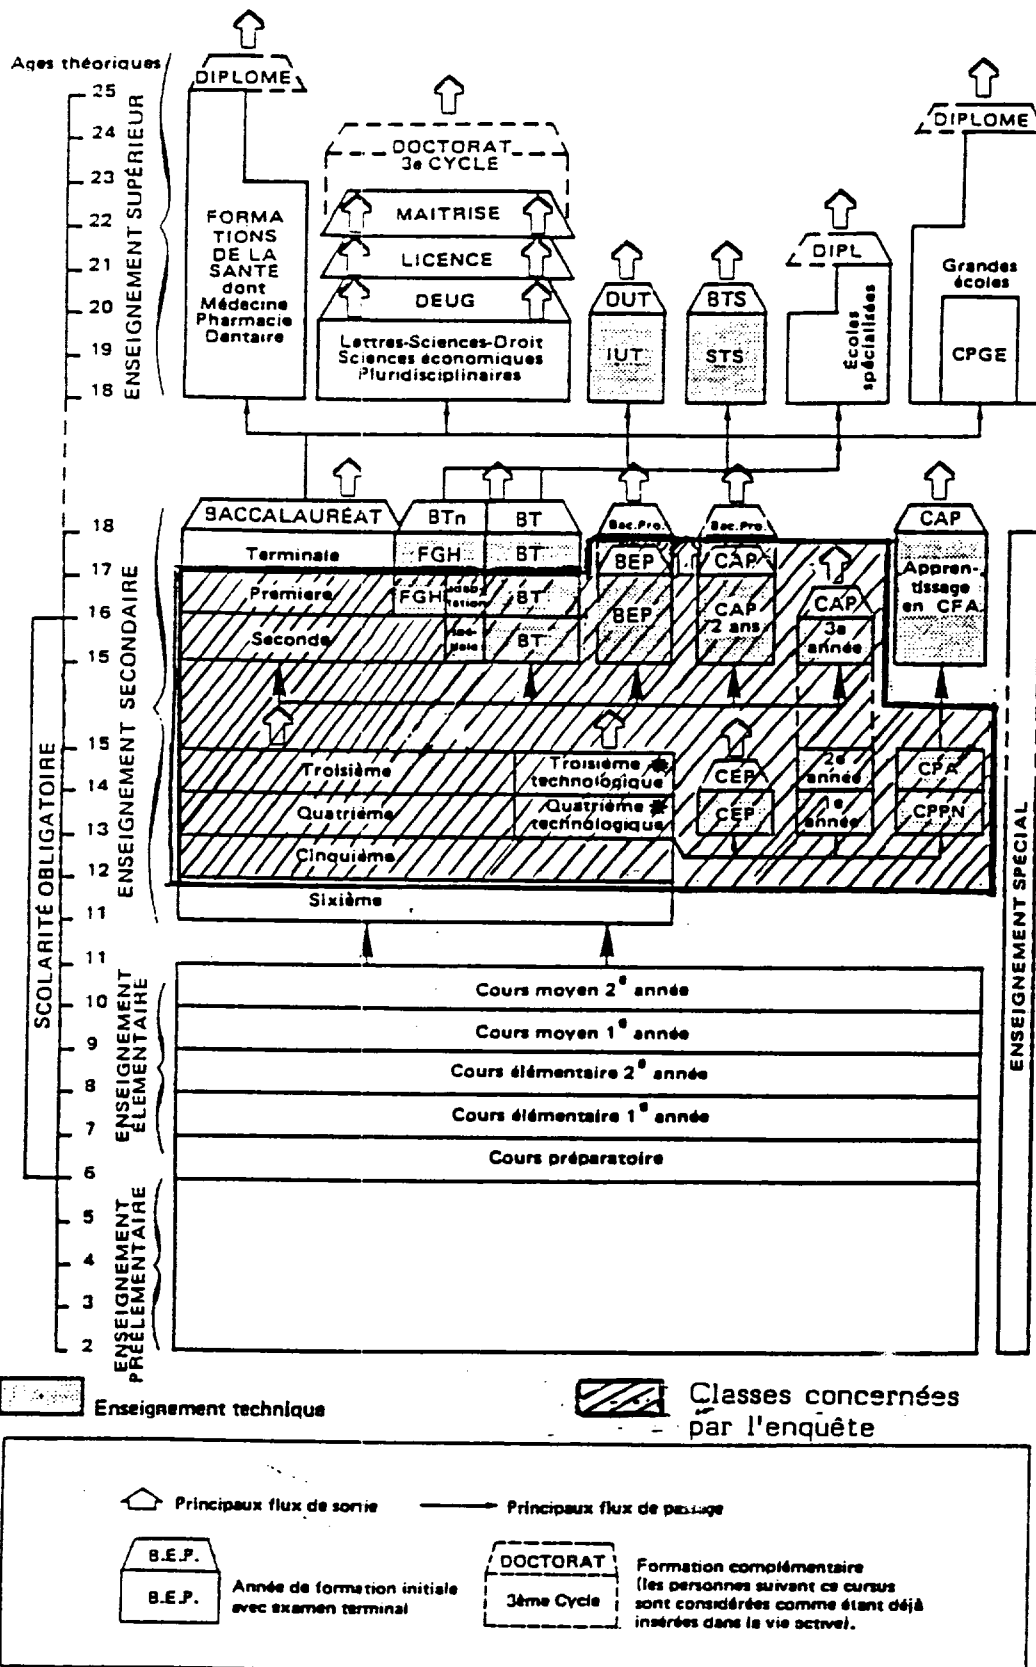 Ages théoriques
25
24
23
22
21
20
19
18
ENSEIGNEMENT SUPÉRIEUR
DIPLOME
FORMA
TIONS
DE LA
SANTE
dont
Médecine
Pharmacie
Dentaire
DOCTORAT
3e CYCLE
MAITRISE
LICENCE
DEUG
Lettres-Sciences-Droit
Sciences économiques
Pluridisciplinaires
DUT
IUT
BTS
STS
DIPL
Écoles
spécialisées
DIPLOME
Grandes
écoles
CPGE
18
17
16
15
15
14
13
12
11
ENSEIGNEMENT SECONDAIRE
SCOLARITÉ OBLIGATOIRE
BACCALAURÉAT
BTn
BT
Bac.Pro.
Bac.Pro.
CAP
Terminale
FGH
BT
BEP
CAP
Appren-
tissage
en CFA
Première
FGH
BT
BEP
CAP
2 ans
CAP
Seconde
BT
3e
année
Troisième
Troisième
technologique
CEP
2e
année
CPA
Quatrième
Quatrième
technologique
CEP
1e
année
CPPN
Cinquième
Sixième
ENSEIGNEMENT SPÉCIAL
11
10
9
8
7
6
ENSEIGNEMENT
ÉLÉMENTAIRE
Cours moyen 2e année
Cours moyen 1e année
Cours élémentaire 2e année
Cours élémentaire 1e année
Cours préparatoire
5
4
3
2
ENSEIGNEMENT
PRÉÉLÉMENTAIRE
Enseignement technique
Classes concernées
par l'enquête
Principaux flux de sortie
Principaux flux de passage
B.E.P.
B.E.P.
Année de formation initiale
avec examen terminal
DOCTORAT
3ème Cycle
Formation complémentaire
(les personnes suivant ce cursus
sont considérées comme étant déjà
insérées dans la vie active).